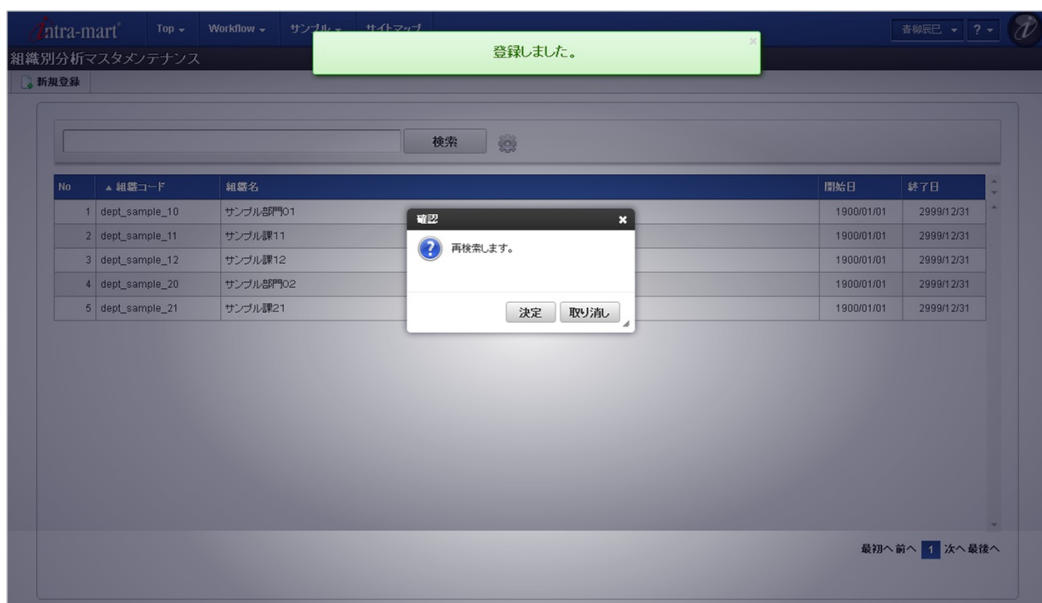 intra-mart® Top Workflow サンプル サイトマップ 青柳辰巳 ?
登録しました。
組織別分析マスタメンテナンス
新規登録
検索
No 組織コード 組織名 開始日 終了日
1 dept_sample_10 サンプル部門01 1900/01/01 2999/12/31
2 dept_sample_11 サンプル課11 1900/01/01 2999/12/31
3 dept_sample_12 サンプル課12 1900/01/01 2999/12/31
4 dept_sample_20 サンプル部門02 1900/01/01 2999/12/31
5 dept_sample_21 サンプル課21 1900/01/01 2999/12/31
確認
再検索します。
決定 取り消し
最初へ 前へ 1 次へ 最後へ